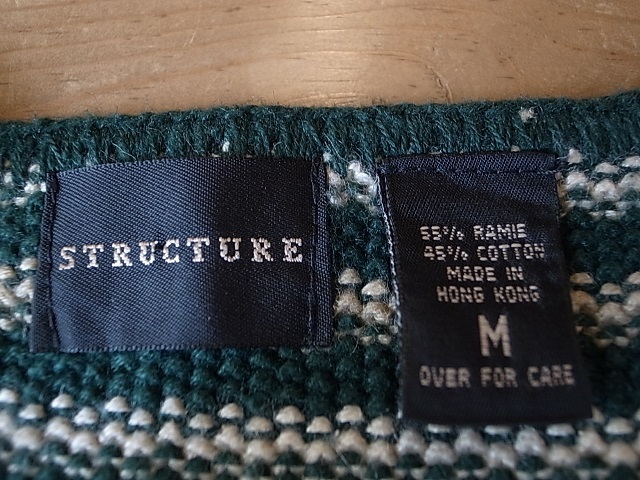 STRUCTURE
55% RAMIE
45% COTTON
MADE IN
HONG KONG
M
OVER FOR CARE